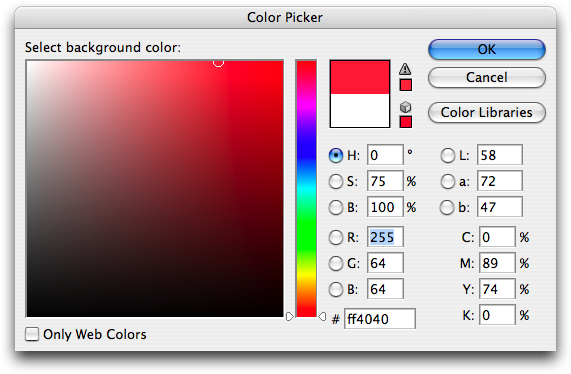 Color Picker
Select background color:
OK
Cancel
Color Libraries
H: 0 °
S: 75 %
B: 100 %
R: 255
G: 64
B: 64
# ff4040
L: 58
a: 72
b: 47
C: 0 %
M: 89 %
Y: 74 %
K: 0 %
Only Web Colors